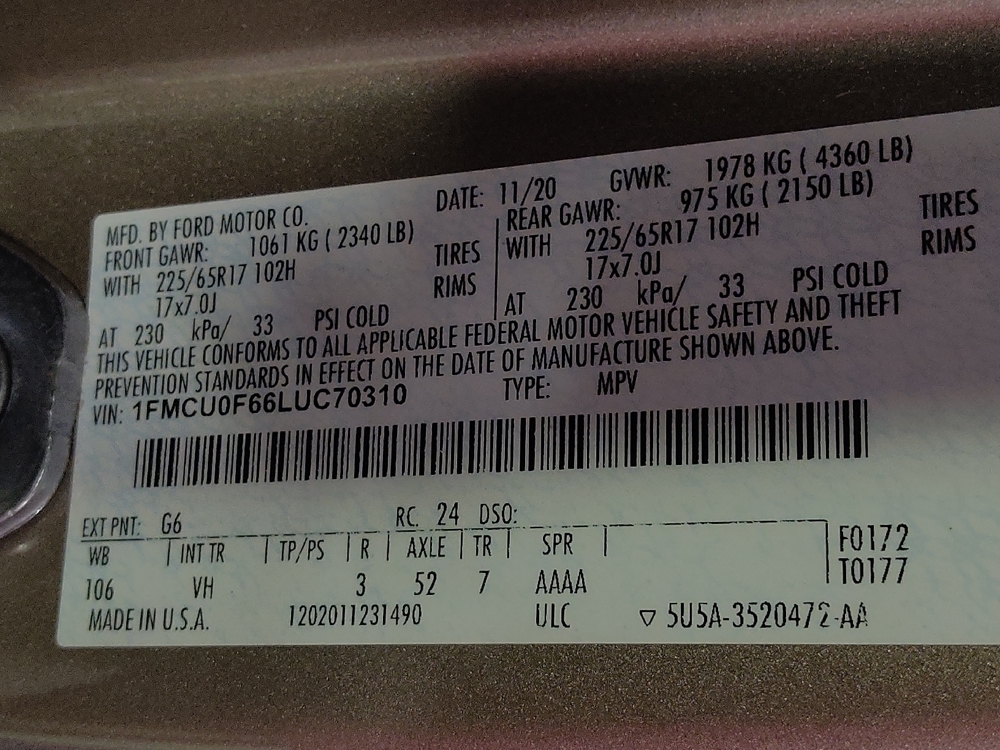 MFD. BY FORD MOTOR CO. DATE: 11/20 GVWR: 1978 KG ( 4360 LB)
FRONT GAWR: 1061 KG ( 2340 LB) REAR GAWR: 975 KG ( 2150 LB)
WITH 225/65R17 102H TIRES WITH 225/65R17 102H TIRES
17x7.0J RIMS 17x7.0J RIMS
AT 230 kPa/ 33 PSI COLD AT 230 kPa/ 33 PSI COLD
THIS VEHICLE CONFORMS TO ALL APPLICABLE FEDERAL MOTOR VEHICLE SAFETY AND THEFT
PREVENTION STANDARDS IN EFFECT ON THE DATE OF MANUFACTURE SHOWN ABOVE.
VIN: 1FMCU0F66LUC70310 TYPE: MPV
EXT PNT: G6 RC: 24 DSO:
WB INT TR TP/PS R AXLE TR SPR F0172
106 VH 3 52 7 AAAA T0177
MADE IN U.S.A. 1202011231490 ULC ▽ 5U5A-3520472-AA